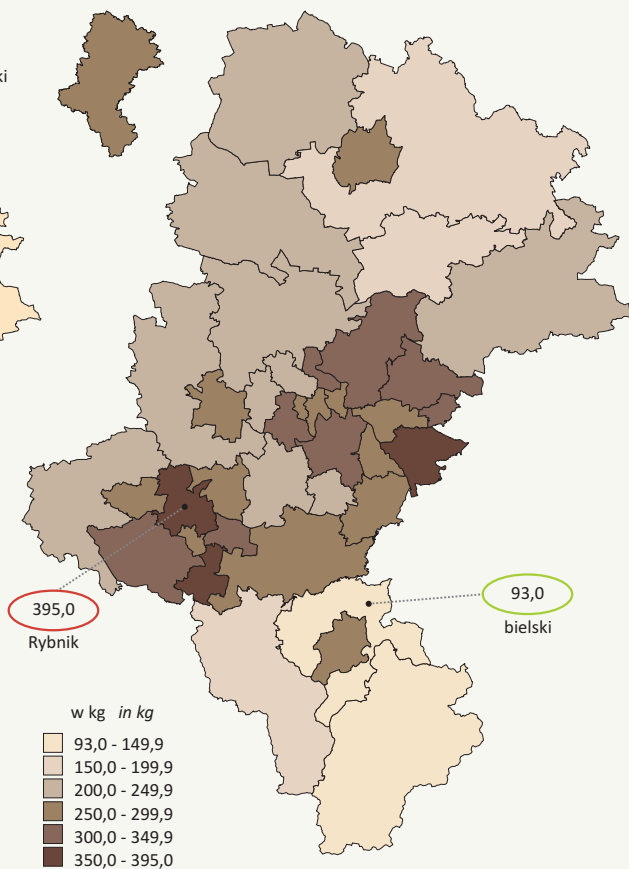 ki
395,0
Rybnik
93,0
bielski
w kg in kg
93,0 - 149,9
150,0 - 199,9
200,0 - 249,9
250,0 - 299,9
300,0 - 349,9
350,0 - 395,0